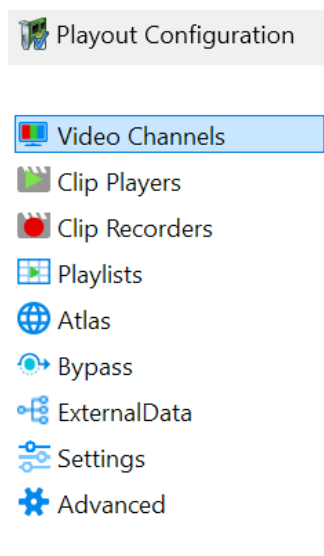 Playout Configuration
Video Channels
Clip Players
Clip Recorders
Playlists
Atlas
Bypass
ExternalData
Settings
Advanced